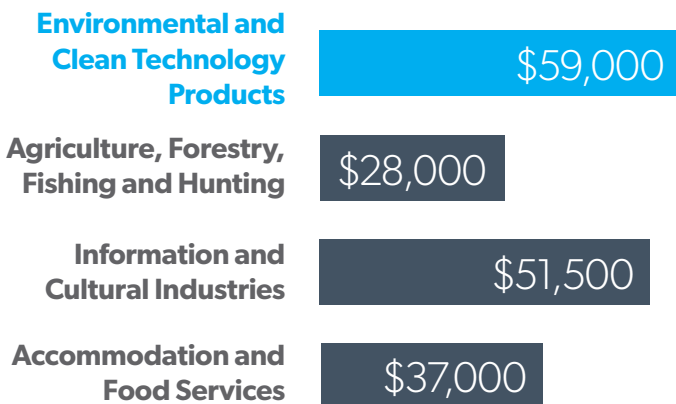 Environmental and
Clean Technology
Products
$59,000
Agriculture, Forestry,
Fishing and Hunting
$28,000
Information and
Cultural Industries
$51,500
Accommodation and
Food Services
$37,000